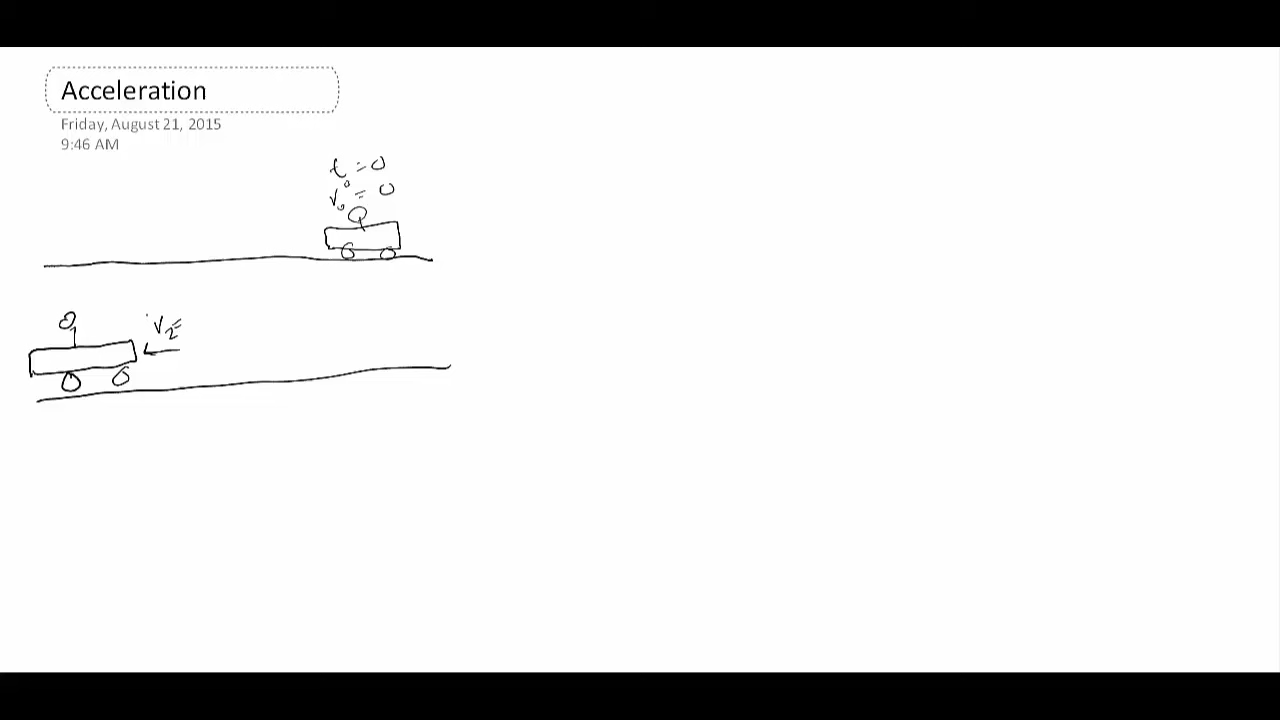 Acceleration
Friday, August 21, 2015
9:46 AM
t = 0
v₀ = 0
v₂ =